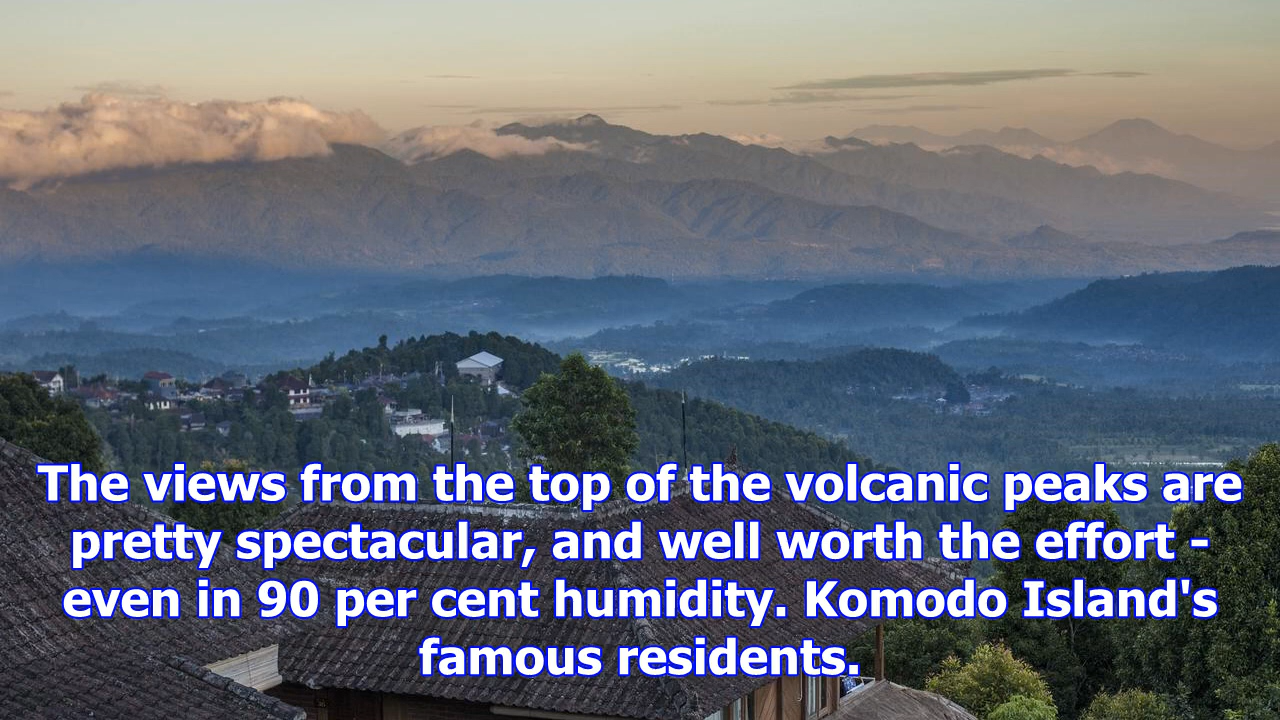 The views from the top of the volcanic peaks are
pretty spectacular, and well worth the effort -
even in 90 per cent humidity. Komodo Island's
famous residents.